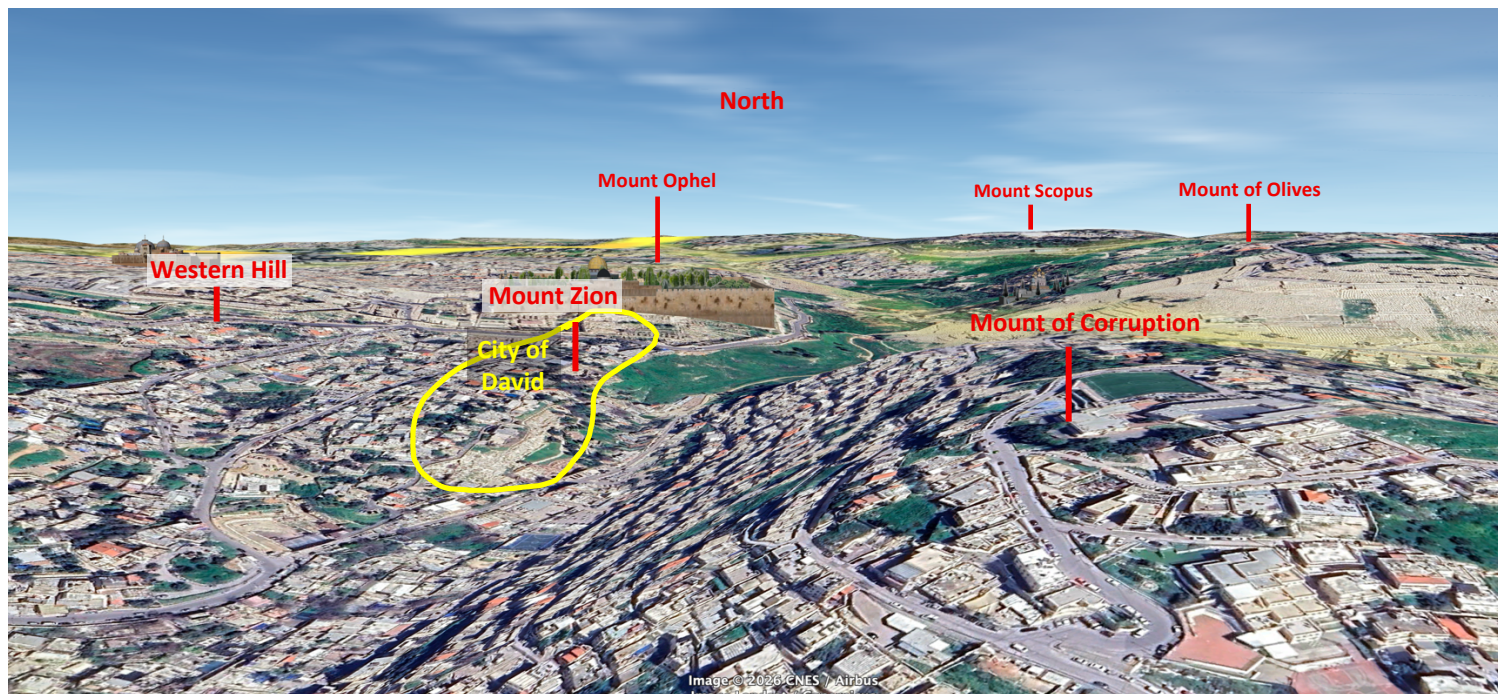 North
Mount Ophel
Mount Scopus
Mount of Olives
Western Hill
Mount Zion
Mount of Corruption
City of
David
Image © 2026 CNES / Airbus